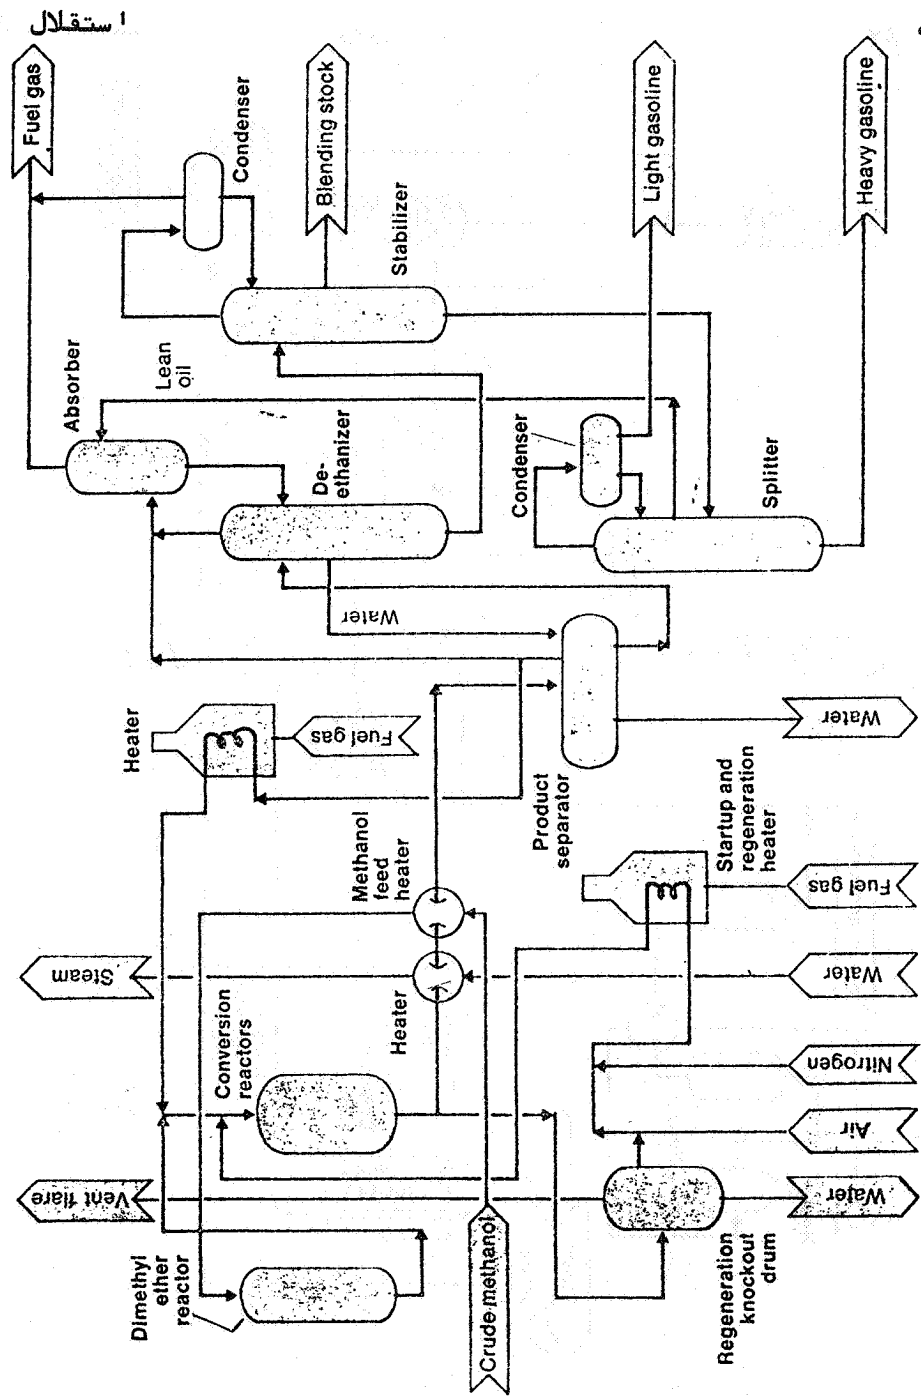 استقلال
Fuel gas
Condenser
Blending stock
Stabilizer
Light gasoline
Heavy gasoline
Absorber
Lean
oil
De-
ethanizer
Condenser
Splitter
Water
Heater
Fuel gas
Methanol
feed
heater
Product
separator
Water
Startup and
regeneration
heater
Fuel gas
Steam
Conversion
reactors
Heater
Water
Nitrogen
Air
Vent flare
Water
Dimethyl
ether
reactor
Crude methanol
Regeneration
knockout
drum